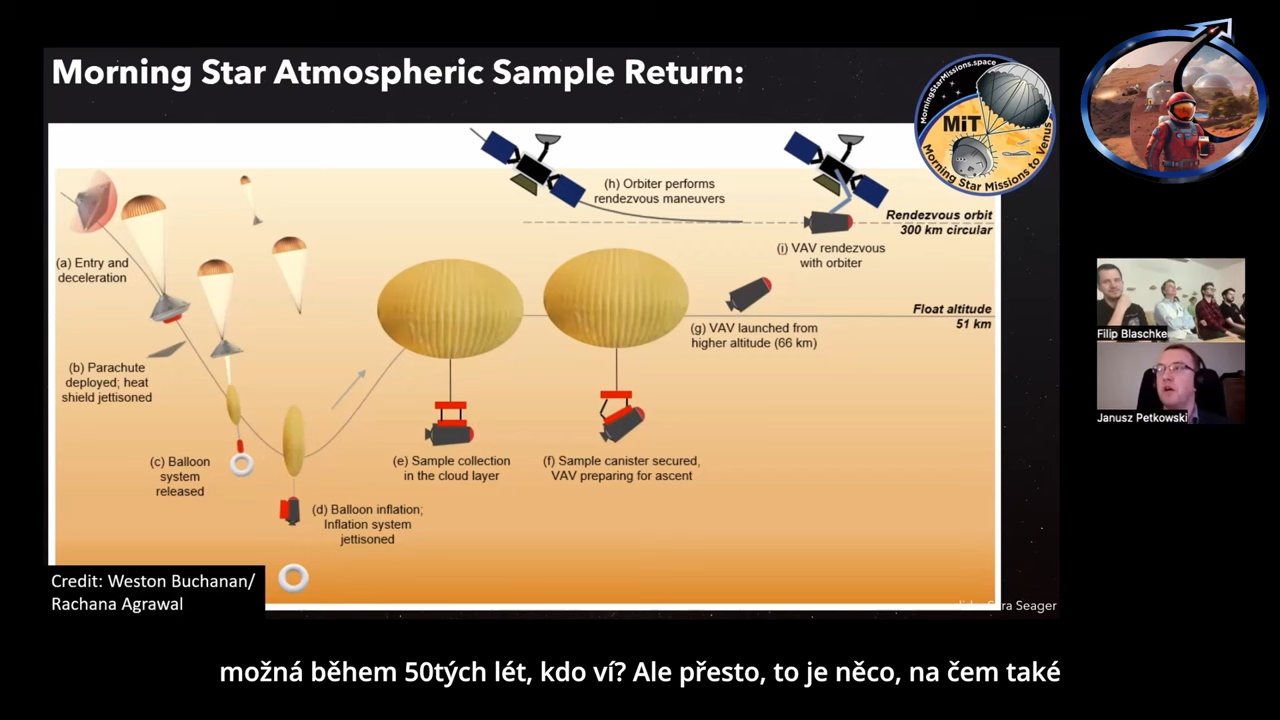 Morning Star Atmospheric Sample Return:
MorningStarMissions.space
MiT
Morning Star Missions to Venus
(h) Orbiter performs
rendezvous maneuvers
Rendezvous orbit
300 km circular
(i) VAV rendezvous
with orbiter
(a) Entry and
deceleration
Float altitude
51 km
(g) VAV launched from
higher altitude (66 km)
(b) Parachute
deployed; heat
shield jettisoned
(c) Balloon
system
released
(e) Sample collection
in the cloud layer
(f) Sample canister secured,
VAV preparing for ascent
(d) Balloon inflation;
Inflation system
jettisoned
Credit: Weston Buchanan/
Rachana Agrawal
Seager
Filip Blaschke
Janusz Petkowski
možná během 50tých lét, kdo ví? Ale přesto, to je něco, na čem také